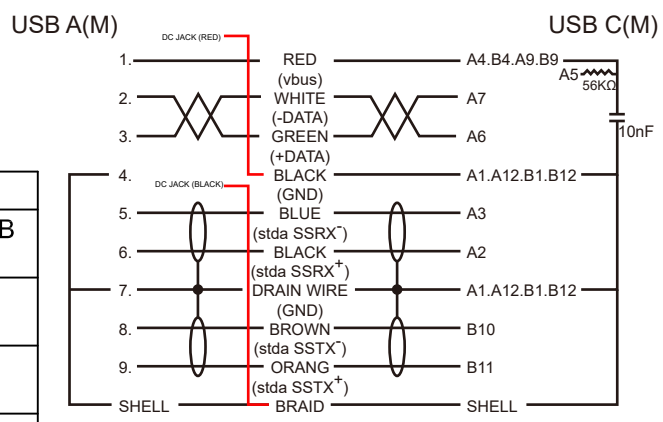 USB A(M) USB C(M)
DC JACK (RED)
1. RED A4.B4.A9.B9
(vbus) A5 56KΩ
2. WHITE A7
(-DATA) 10nF
3. GREEN A6
(+DATA)
4. BLACK A1.A12.B1.B12
DC JACK (BLACK) (GND)
5. BLUE A3
(stda SSRX-)
6. BLACK A2
(stda SSRX+)
7. DRAIN WIRE A1.A12.B1.B12
(GND)
8. BROWN B10
(stda SSTX-)
9. ORANG B11
(stda SSTX+)
SHELL BRAID SHELL
B